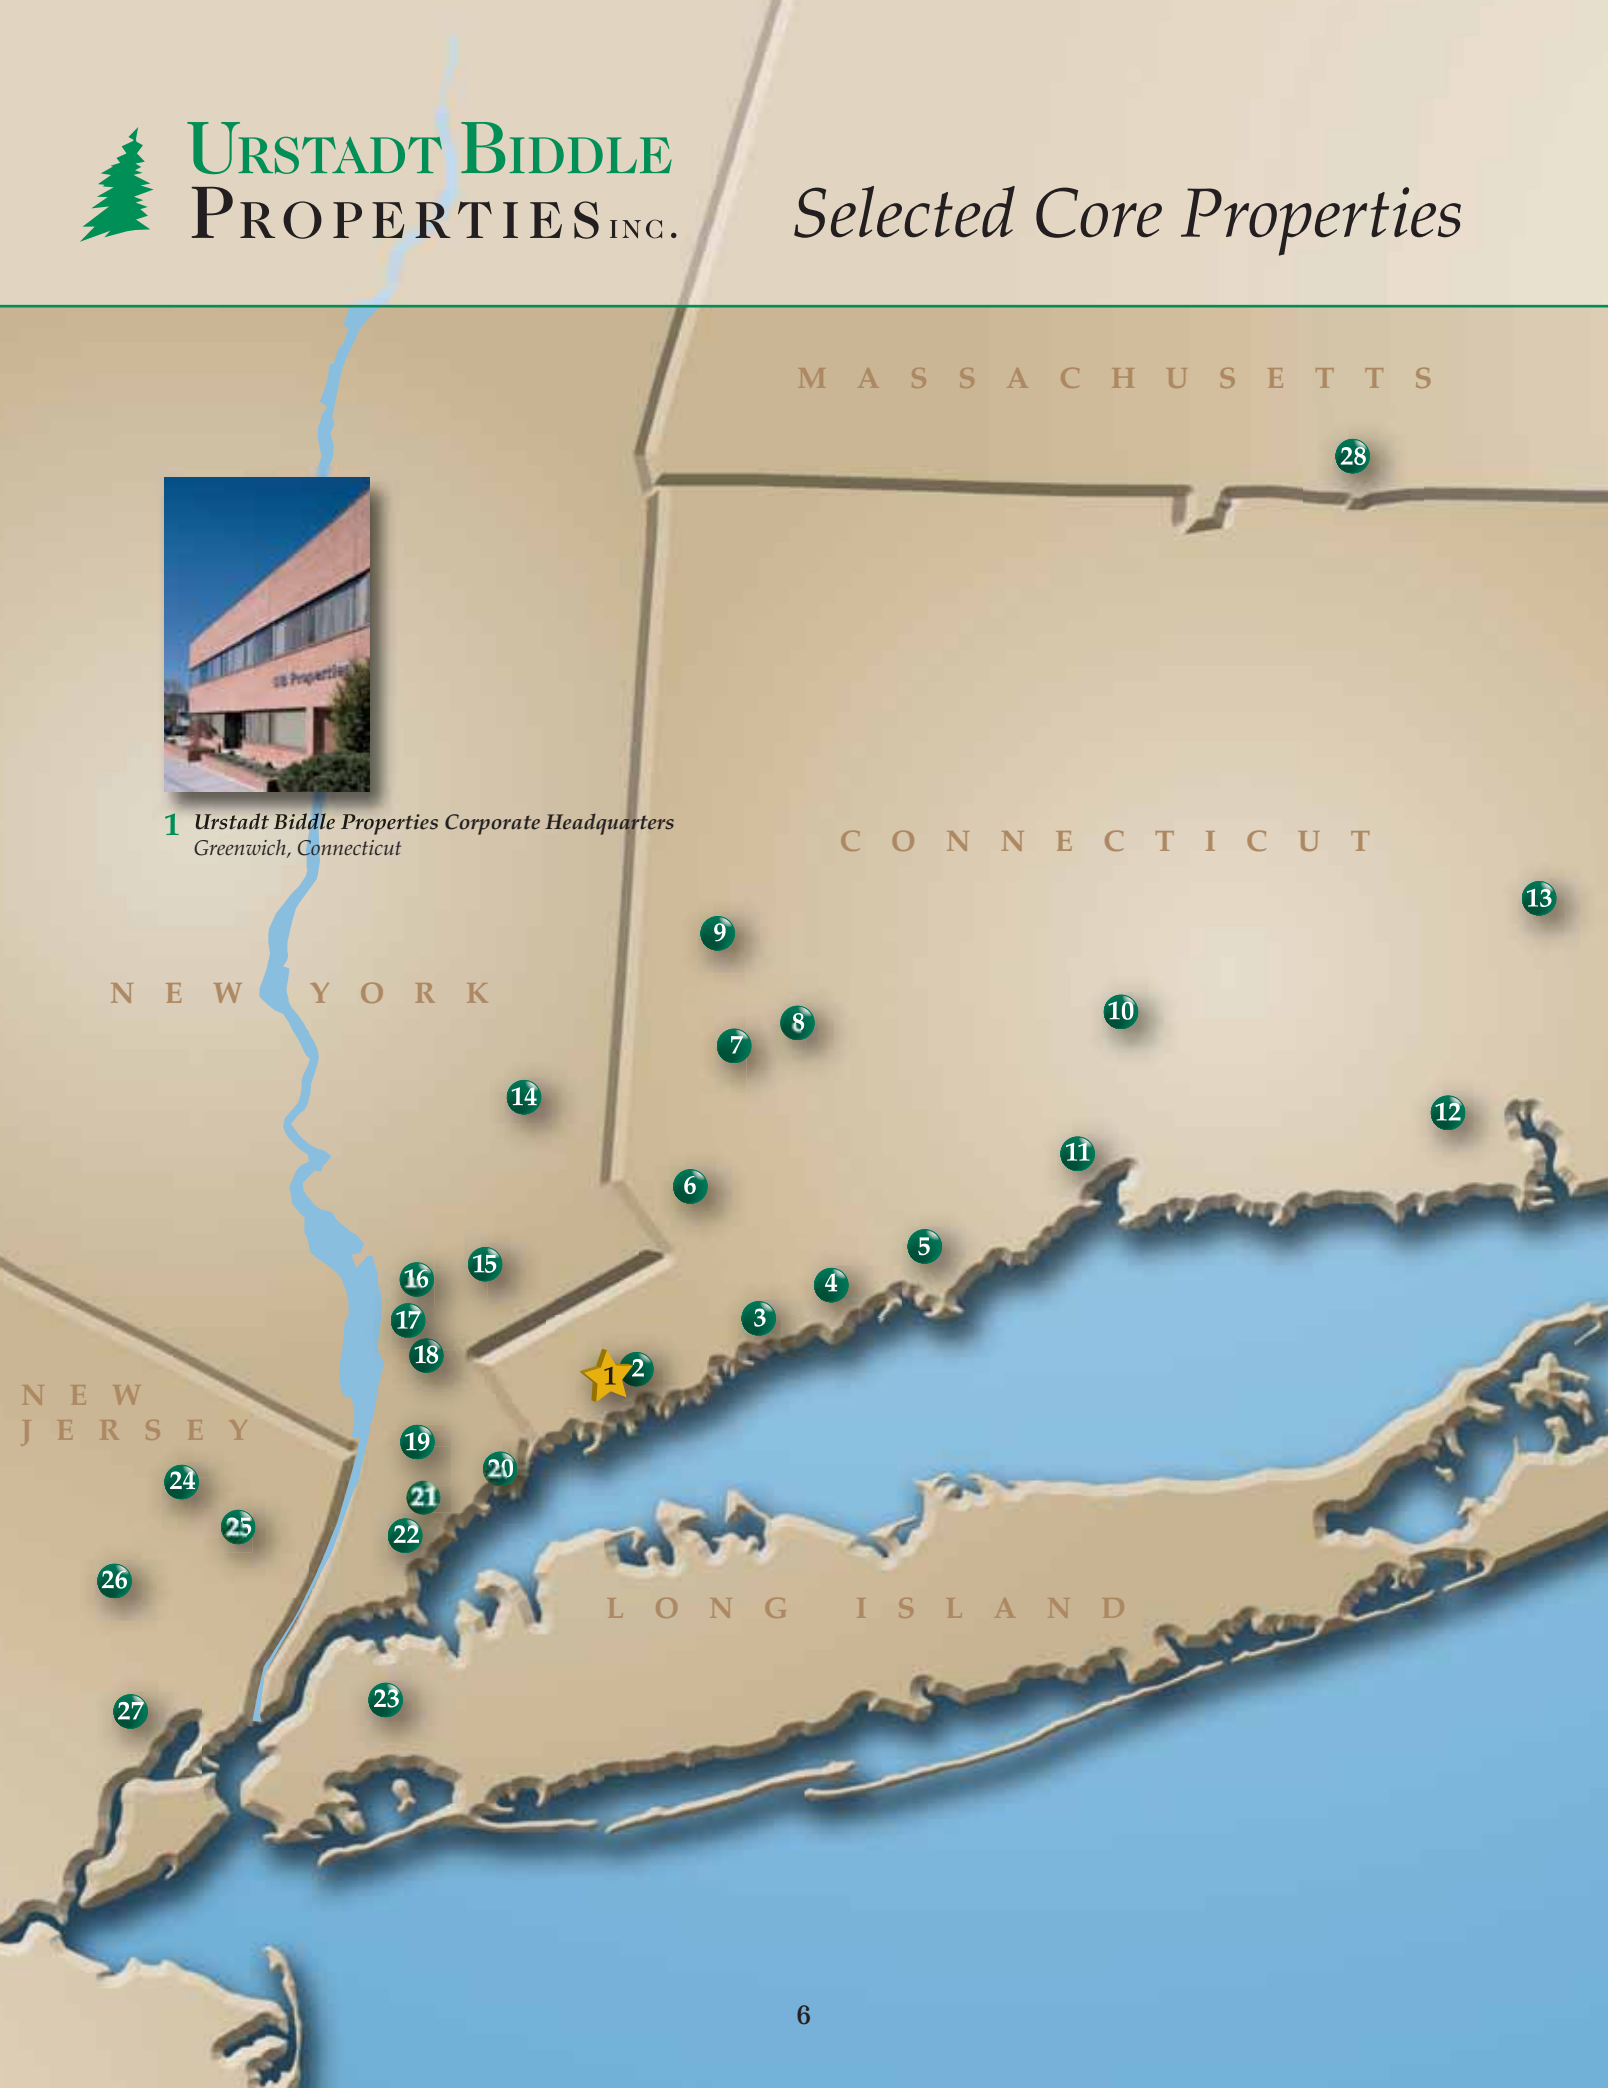 URSTADT BIDDLE
PROPERTIES INC.
Selected Core Properties
MASSACHUSETTS
28
UB Properties
1 Urstadt Biddle Properties Corporate Headquarters
Greenwich, Connecticut
CONNECTICUT
13
9
NEW YORK
10
8
7
14
12
11
6
5
15
16
4
17
3
18
1
2
NEW
JERSEY
19
20
24
21
25
22
26
LONG ISLAND
23
27
6